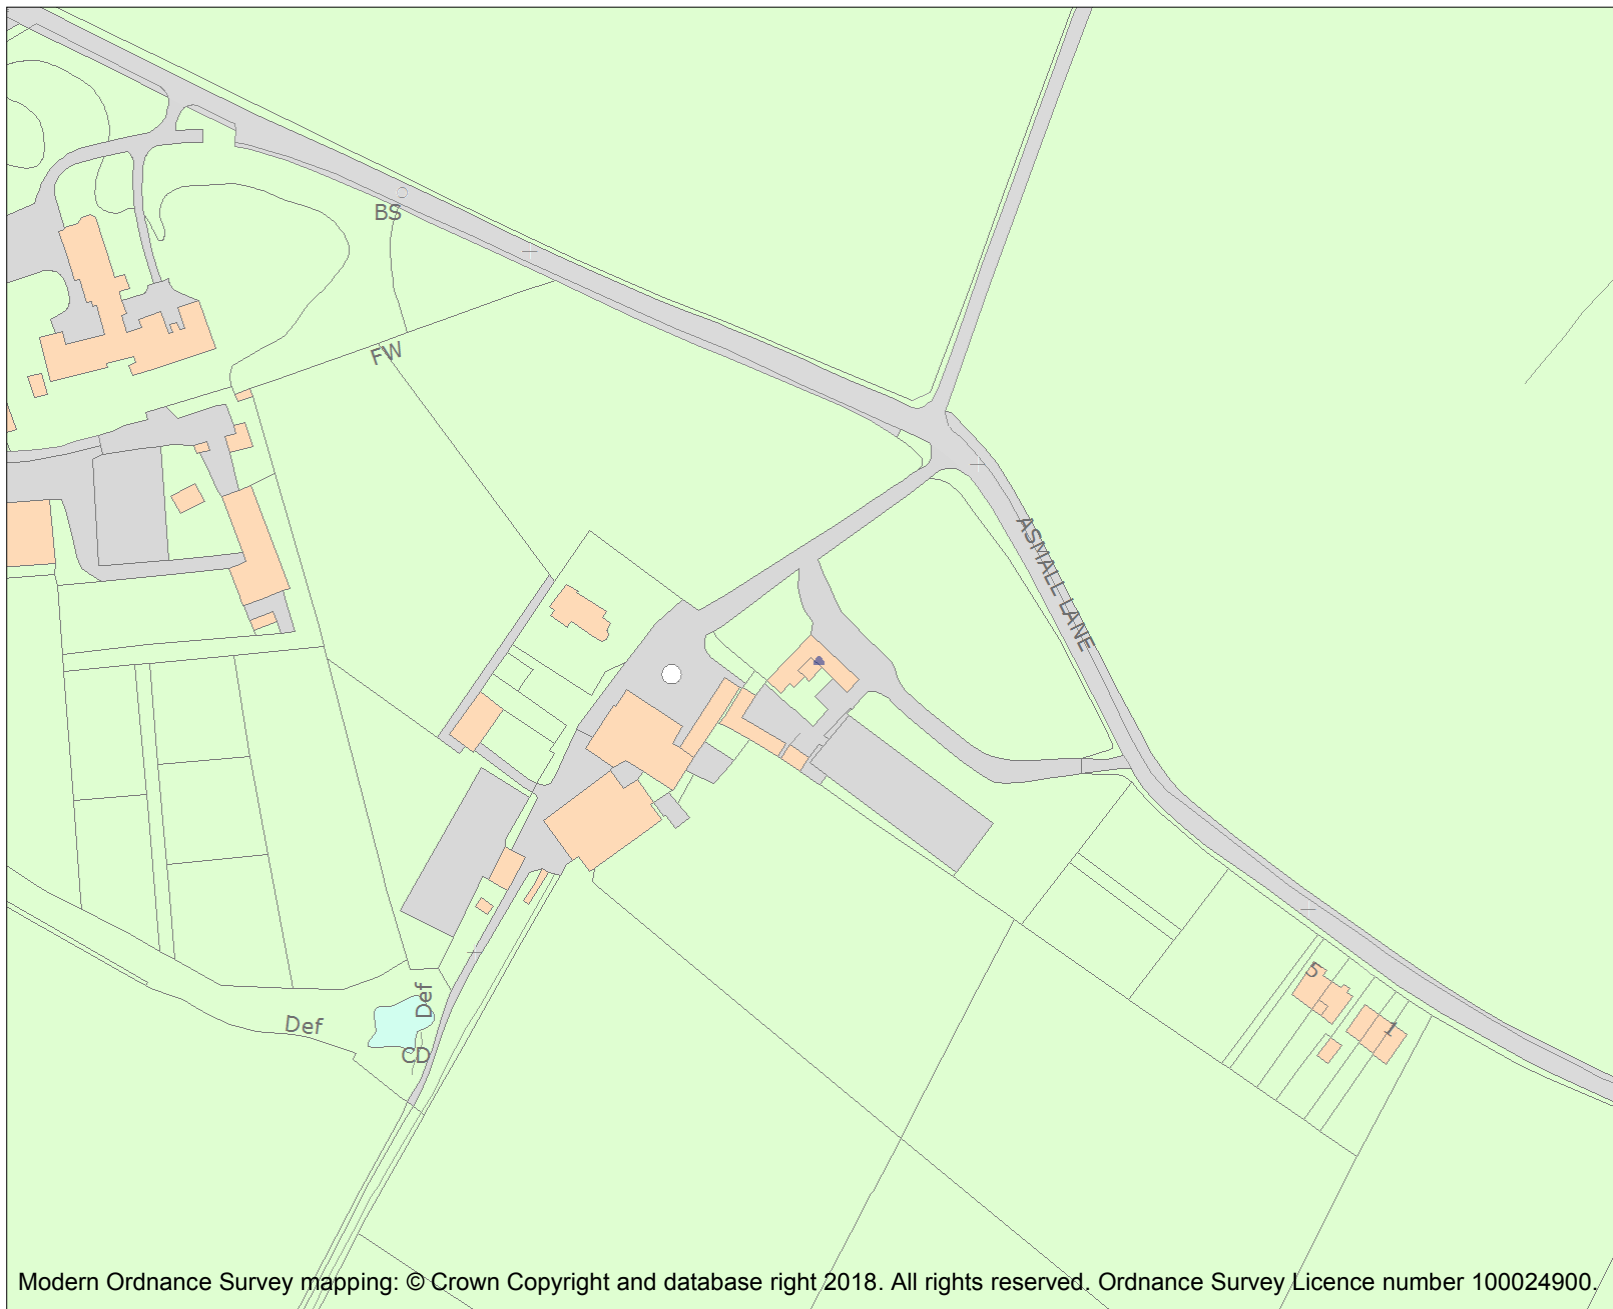 BS
FW
ASMALL LANE
5
1
Def
Def
CD
Modern Ordnance Survey mapping: © Crown Copyright and database right 2018. All rights reserved. Ordnance Survey Licence number 100024900.